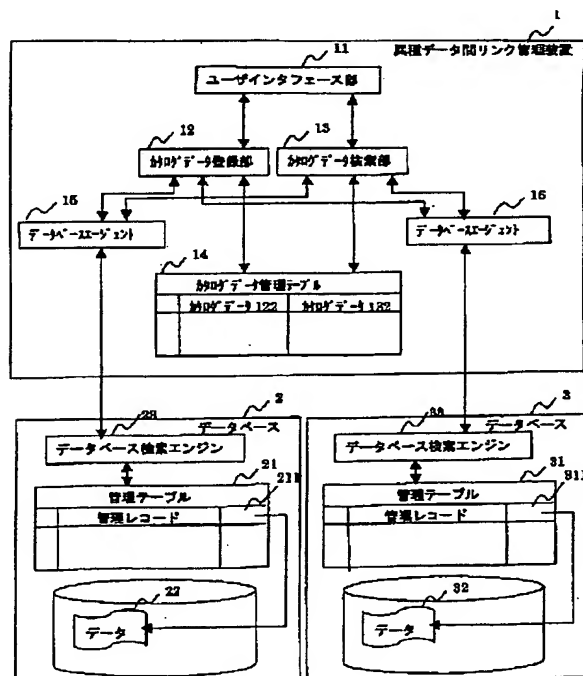 1
異種データ間リンク管理装置
11
ユーザインタフェース部
12
カタログデータ登録部
13
カタログデータ検索部
15
データベースエージェント
16
データベースエージェント
14
カタログデータ管理テーブル
カタログデータ 122
カタログデータ 132
2
データベース
23
データベース検索エンジン
21
211
管理テーブル
管理レコード
22
データ
3
データベース
33
データベース検索エンジン
31
311
管理テーブル
管理レコード
32
データ